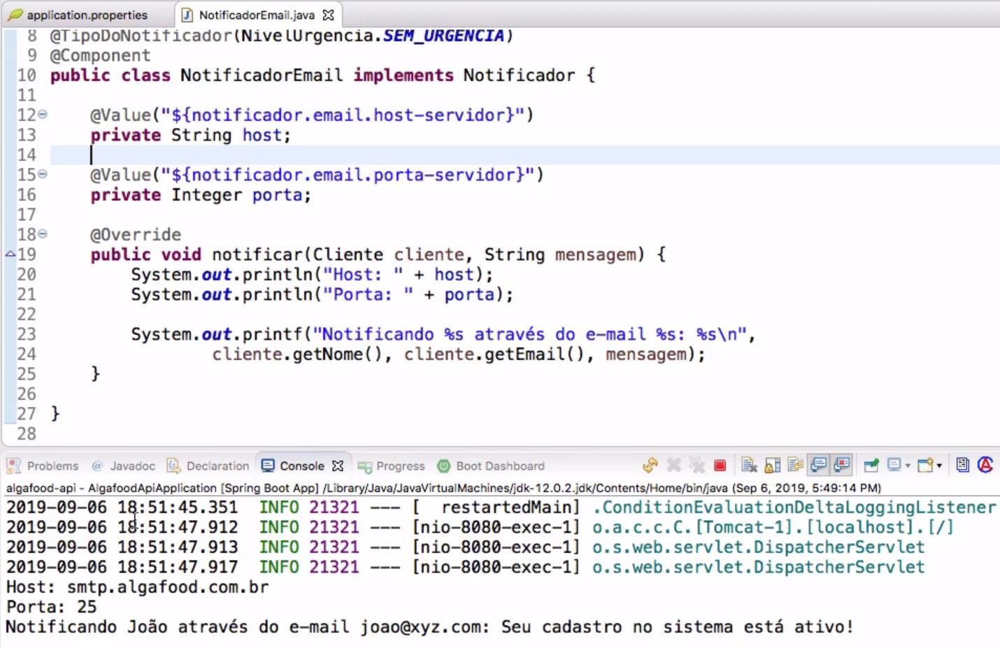 application.properties NotificadorEmail.java
8 @TipoDoNotificador(NivelUrgencia.SEM_URGENCIA)
9 @Component
10 public class NotificadorEmail implements Notificador {
11
12 @Value("${notificador.email.host-servidor}")
13 private String host;
14
15 @Value("${notificador.email.porta-servidor}")
16 private Integer porta;
17
18 @Override
19 public void notificar(Cliente cliente, String mensagem) {
20 System.out.println("Host: " + host);
21 System.out.println("Porta: " + porta);
22
23 System.out.printf("Notificando %s através do e-mail %s: %s\n",
24 cliente.getNome(), cliente.getEmail(), mensagem);
25 }
26
27 }
28
Problems @ Javadoc Declaration Console Progress Boot Dashboard
algafood-api - AlgafoodApiApplication [Spring Boot App] /Library/Java/JavaVirtualMachines/jdk-12.0.2.jdk/Contents/Home/bin/java (Sep 6, 2019, 5:49:14 PM)
2019-09-06 18:51:45.351 INFO 21321 --- [ restartedMain] .ConditionEvaluationDeltaLoggingListener
2019-09-06 18:51:47.912 INFO 21321 --- [nio-8080-exec-1] o.a.c.c.C.[Tomcat-1].[localhost].[/]
2019-09-06 18:51:47.913 INFO 21321 --- [nio-8080-exec-1] o.s.web.servlet.DispatcherServlet
2019-09-06 18:51:47.917 INFO 21321 --- [nio-8080-exec-1] o.s.web.servlet.DispatcherServlet
Host: smtp.algafood.com.br
Porta: 25
Notificando João através do e-mail joao@xyz.com: Seu cadastro no sistema está ativo!